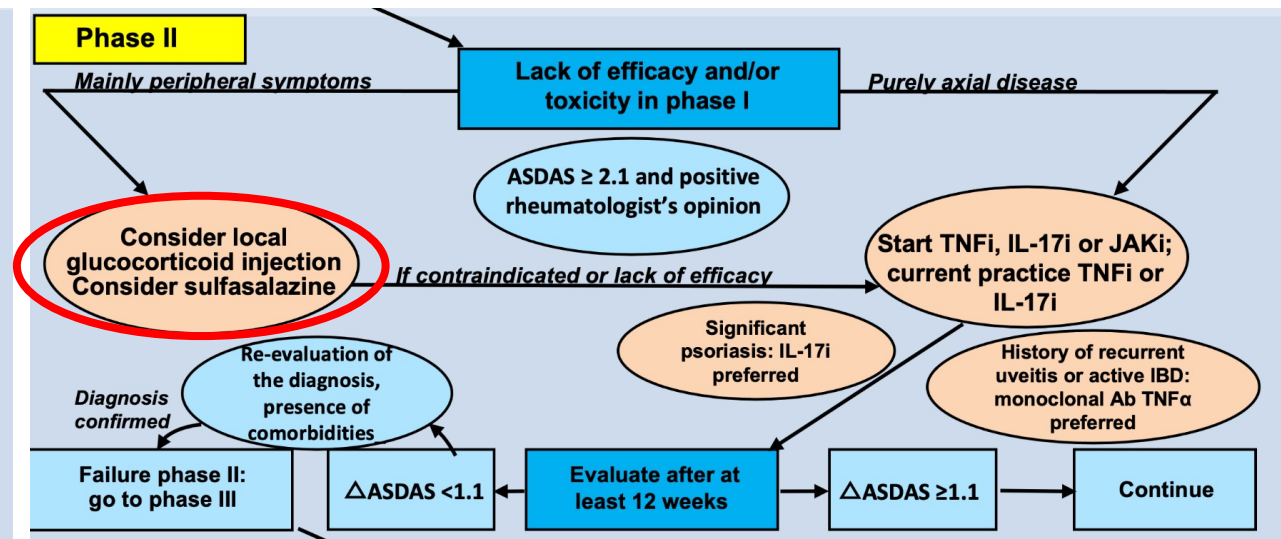 Phase II
Lack of efficacy and/or
toxicity in phase I
Mainly peripheral symptoms
Purely axial disease
ASDAS ≥ 2.1 and positive
rheumatologist's opinion
Consider local
glucocorticoid injection
Consider sulfasalazine
If contraindicated or lack of efficacy
Start TNFi, IL-17i or JAKi;
current practice TNFi or
IL-17i
Significant
psoriasis: IL-17i
preferred
History of recurrent
uveitis or active IBD:
monoclonal Ab TNFα
preferred
Re-evaluation of
the diagnosis,
presence of
comorbidities
Diagnosis
confirmed
Failure phase II:
go to phase III
△ASDAS <1.1
Evaluate after at
least 12 weeks
△ASDAS ≥1.1
Continue